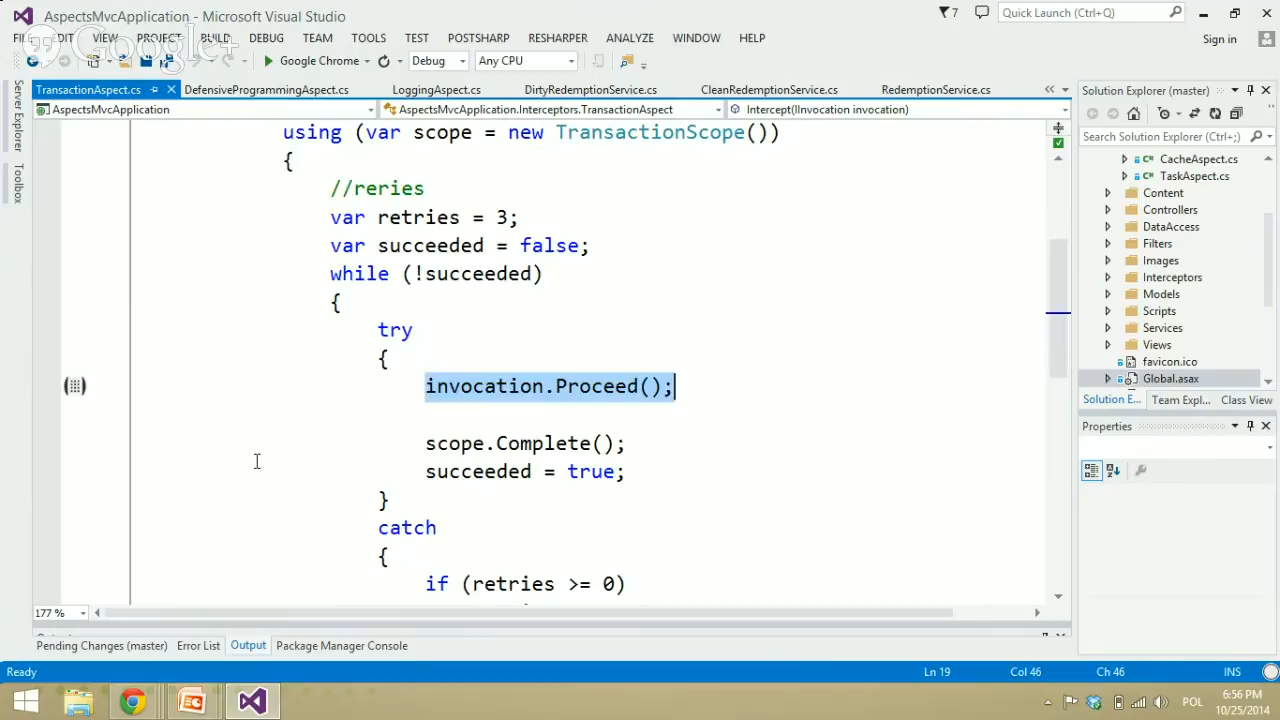 AspectsMvcApplication - Microsoft Visual Studio
7
Quick Launch (Ctrl+Q)
FILE EDIT VIEW PROJECT BUILD DEBUG TEAM TOOLS TEST POSTSHARP RESHARPER ANALYZE WINDOW HELP
Google+
Sign in
Google Chrome Debug Any CPU
Server Explorer
Toolbox
TransactionAspect.cs DefensiveProgrammingAspect.cs LoggingAspect.cs DirtyRedemptionService.cs CleanRedemptionService.cs RedemptionService.cs
AspectsMvcApplication AspectsMvcApplication.Interceptors.TransactionAspect Intercept(IInvocation invocation)
using (var scope = new TransactionScope())
{
//reries
var retries = 3;
var succeeded = false;
while (!succeeded)
{
try
{
invocation.Proceed();
scope.Complete();
succeeded = true;
}
catch
{
if (retries >= 0)
177 %
Solution Explorer (master)
Search Solution Explorer (Ctrl+;)
CacheAspect.cs
TaskAspect.cs
Content
Controllers
DataAccess
Filters
Images
Interceptors
Models
Scripts
Services
Views
favicon.ico
Global.asax
Solution E... Team Expl... Class View
Properties
Pending Changes (master) Error List Output Package Manager Console
Ready Ln 19 Col 46 Ch 46 INS
POL
6:56 PM
10/25/2014